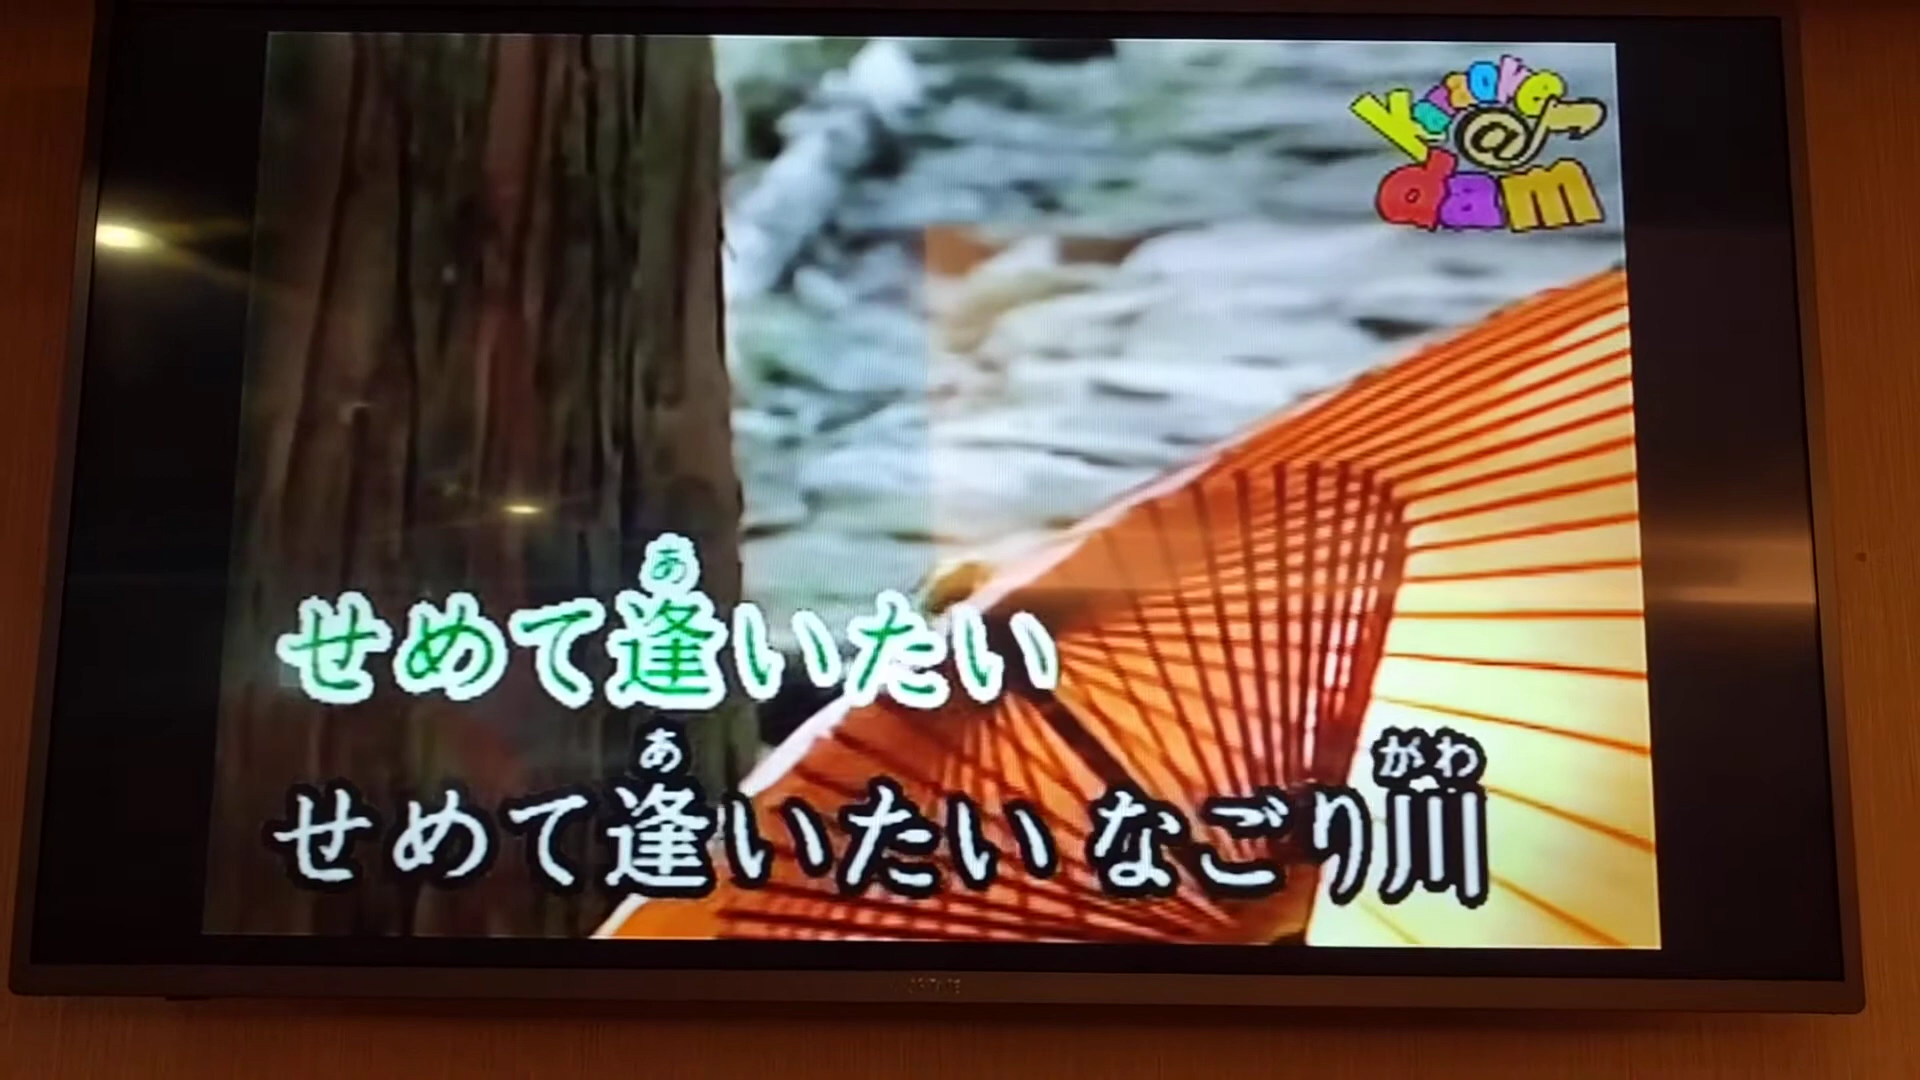 karaoke
@
dam
あ
せめて逢いたい
あ がわ
せめて逢いたい なごり川